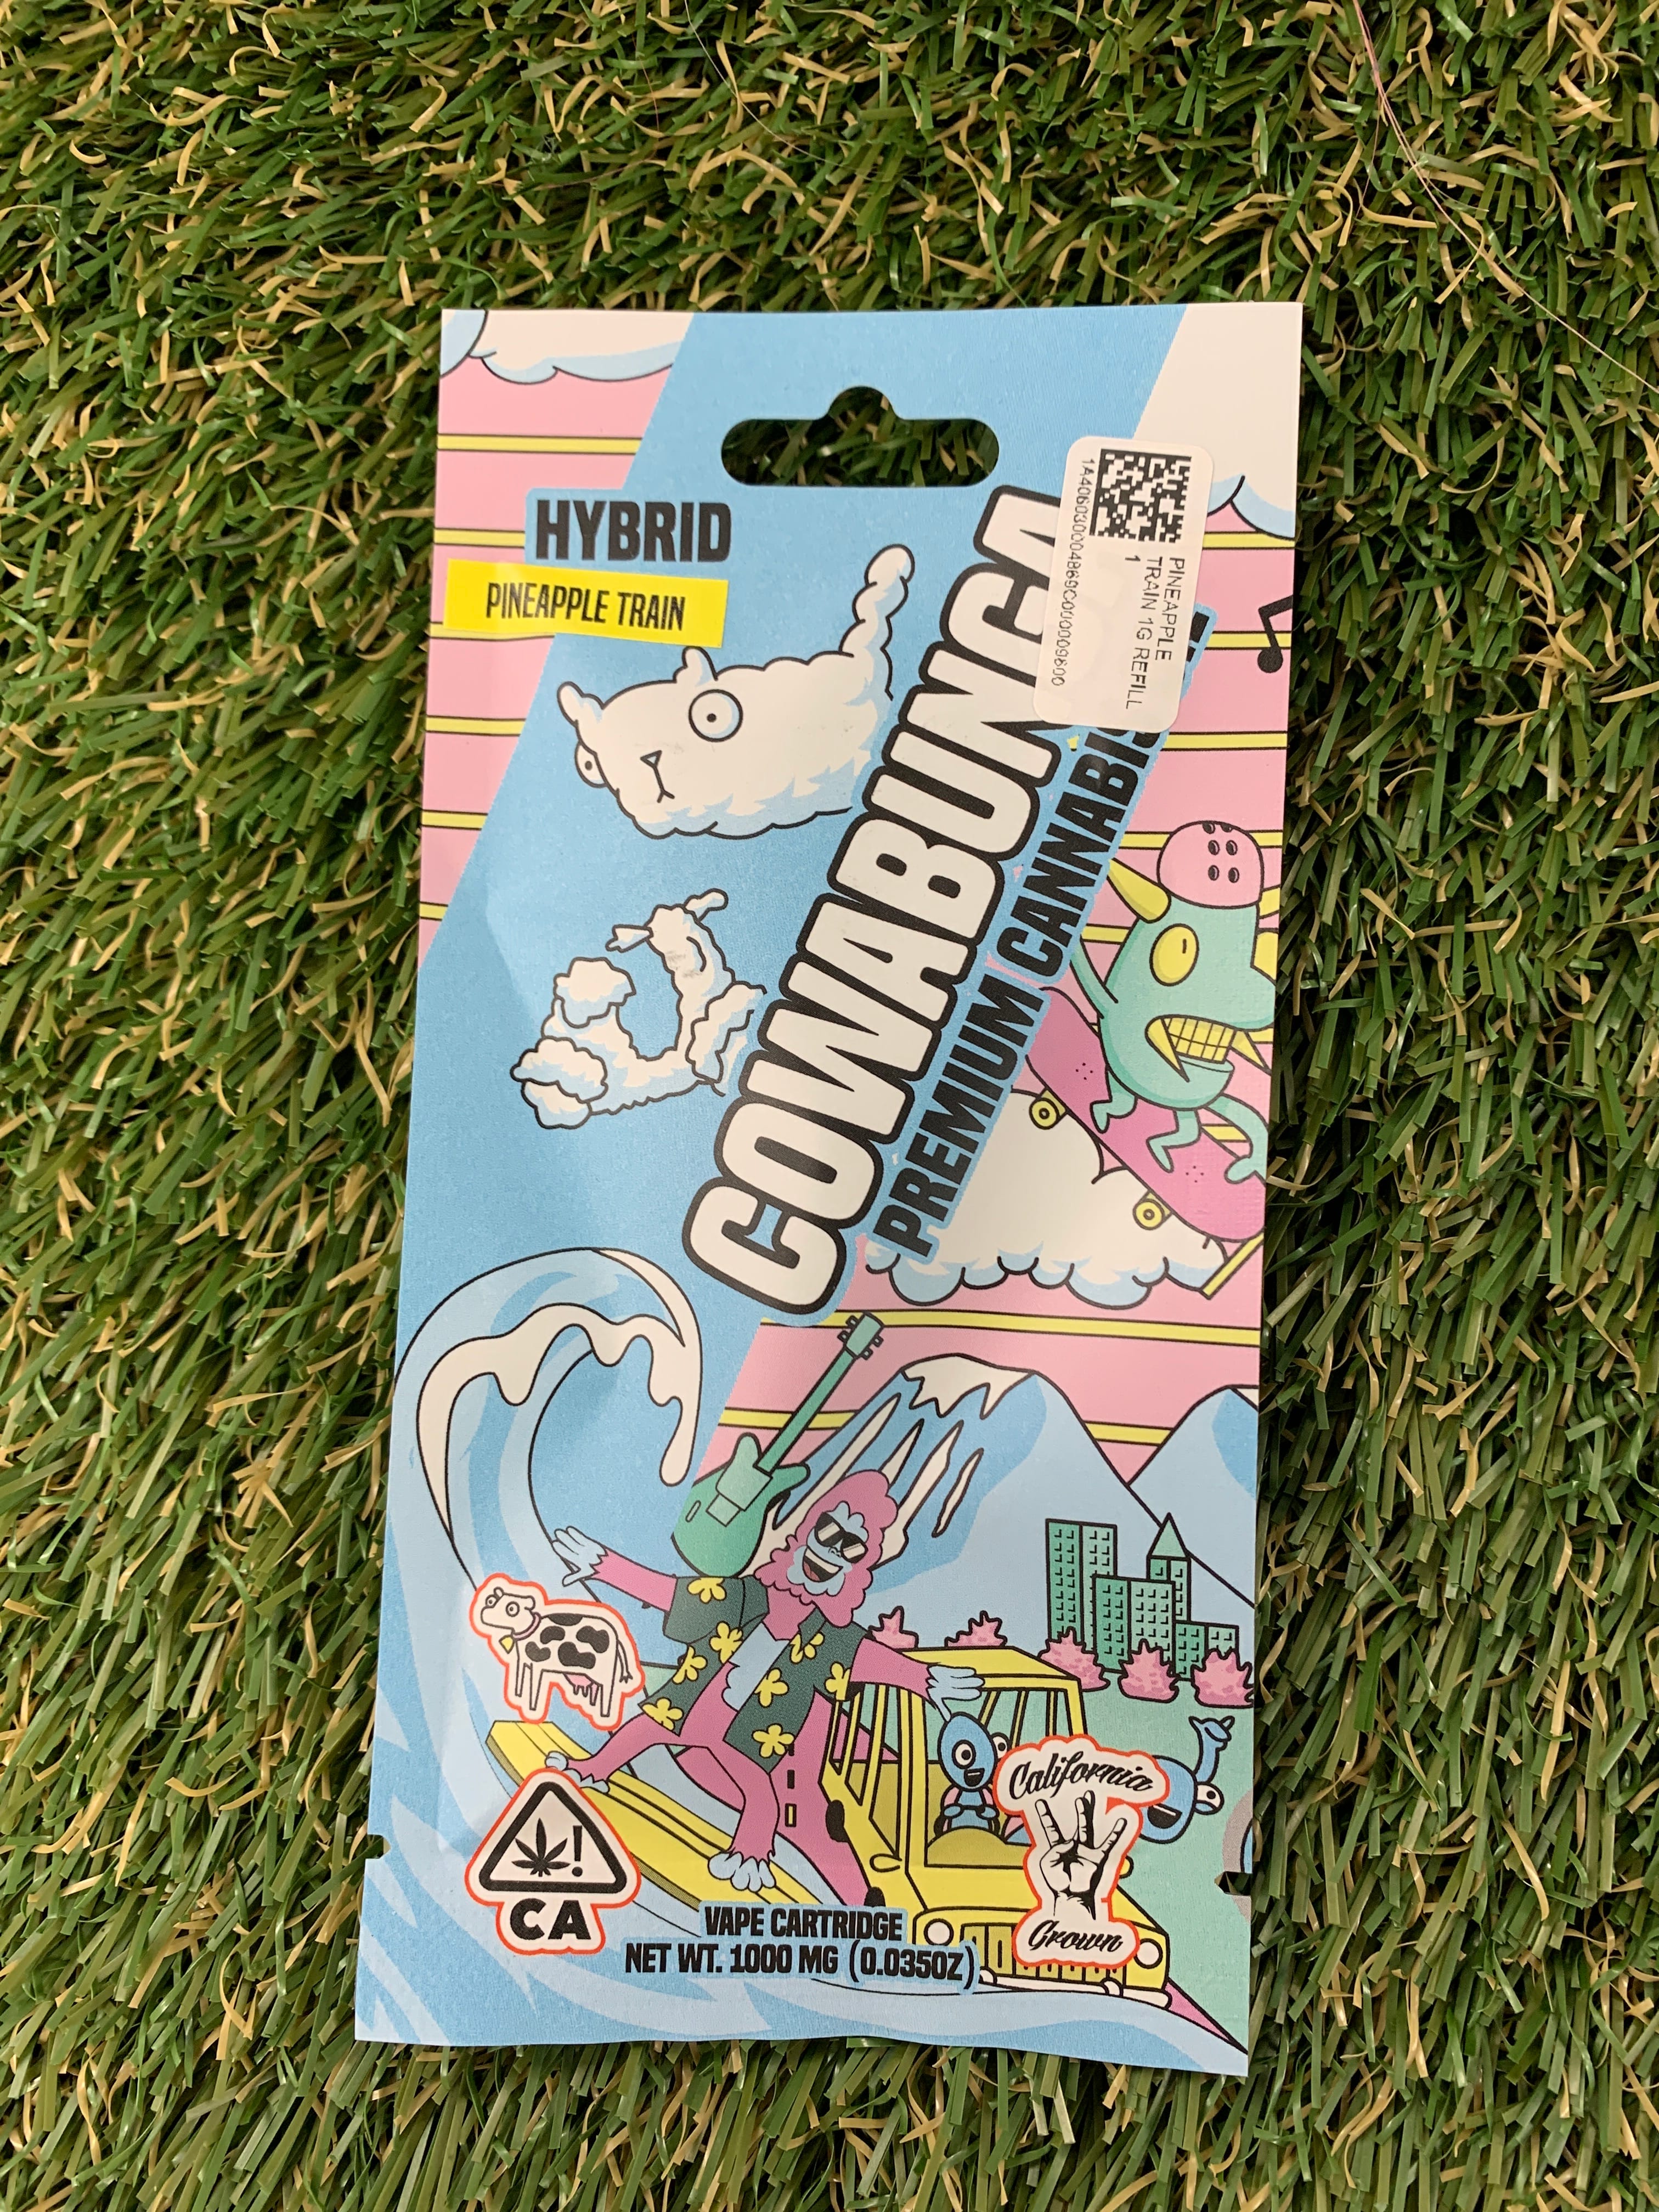 HYBRID
PINEAPPLE TRAIN
PINEAPPLE
TRAIN 1G REFILL
1
COWABUNGA
PREMIUM CANNABIS
California
Grown
CA
VAPE CARTRIDGE
NET WT. 1000 MG (0.035OZ)